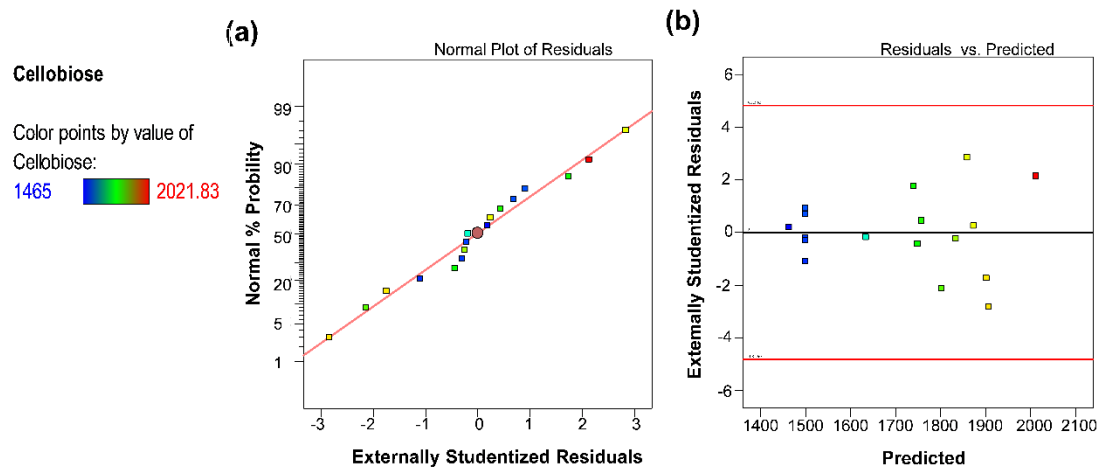 Cellobiose
Color points by value of
Cellobiose:
1465
2021.83
(a)
Normal Plot of Residuals
Normal % Probility
99
90
70
50
20
5
1
-3
-2
-1
0
1
2
3
Externally Studentized Residuals
(b)
Residuals vs. Predicted
Externally Studentized Residuals
6
4
2
0
-2
-4
-6
1400
1500
1600
1700
1800
1900
2000
2100
Predicted